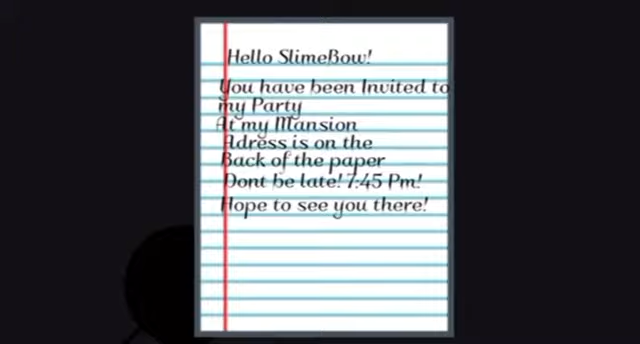 Hello SlimeBow!
You have been Invited to
my Party
At my Mansion
Adress is on the
Back of the paper
Dont be late! 7:45 Pm!
Hope to see you there!